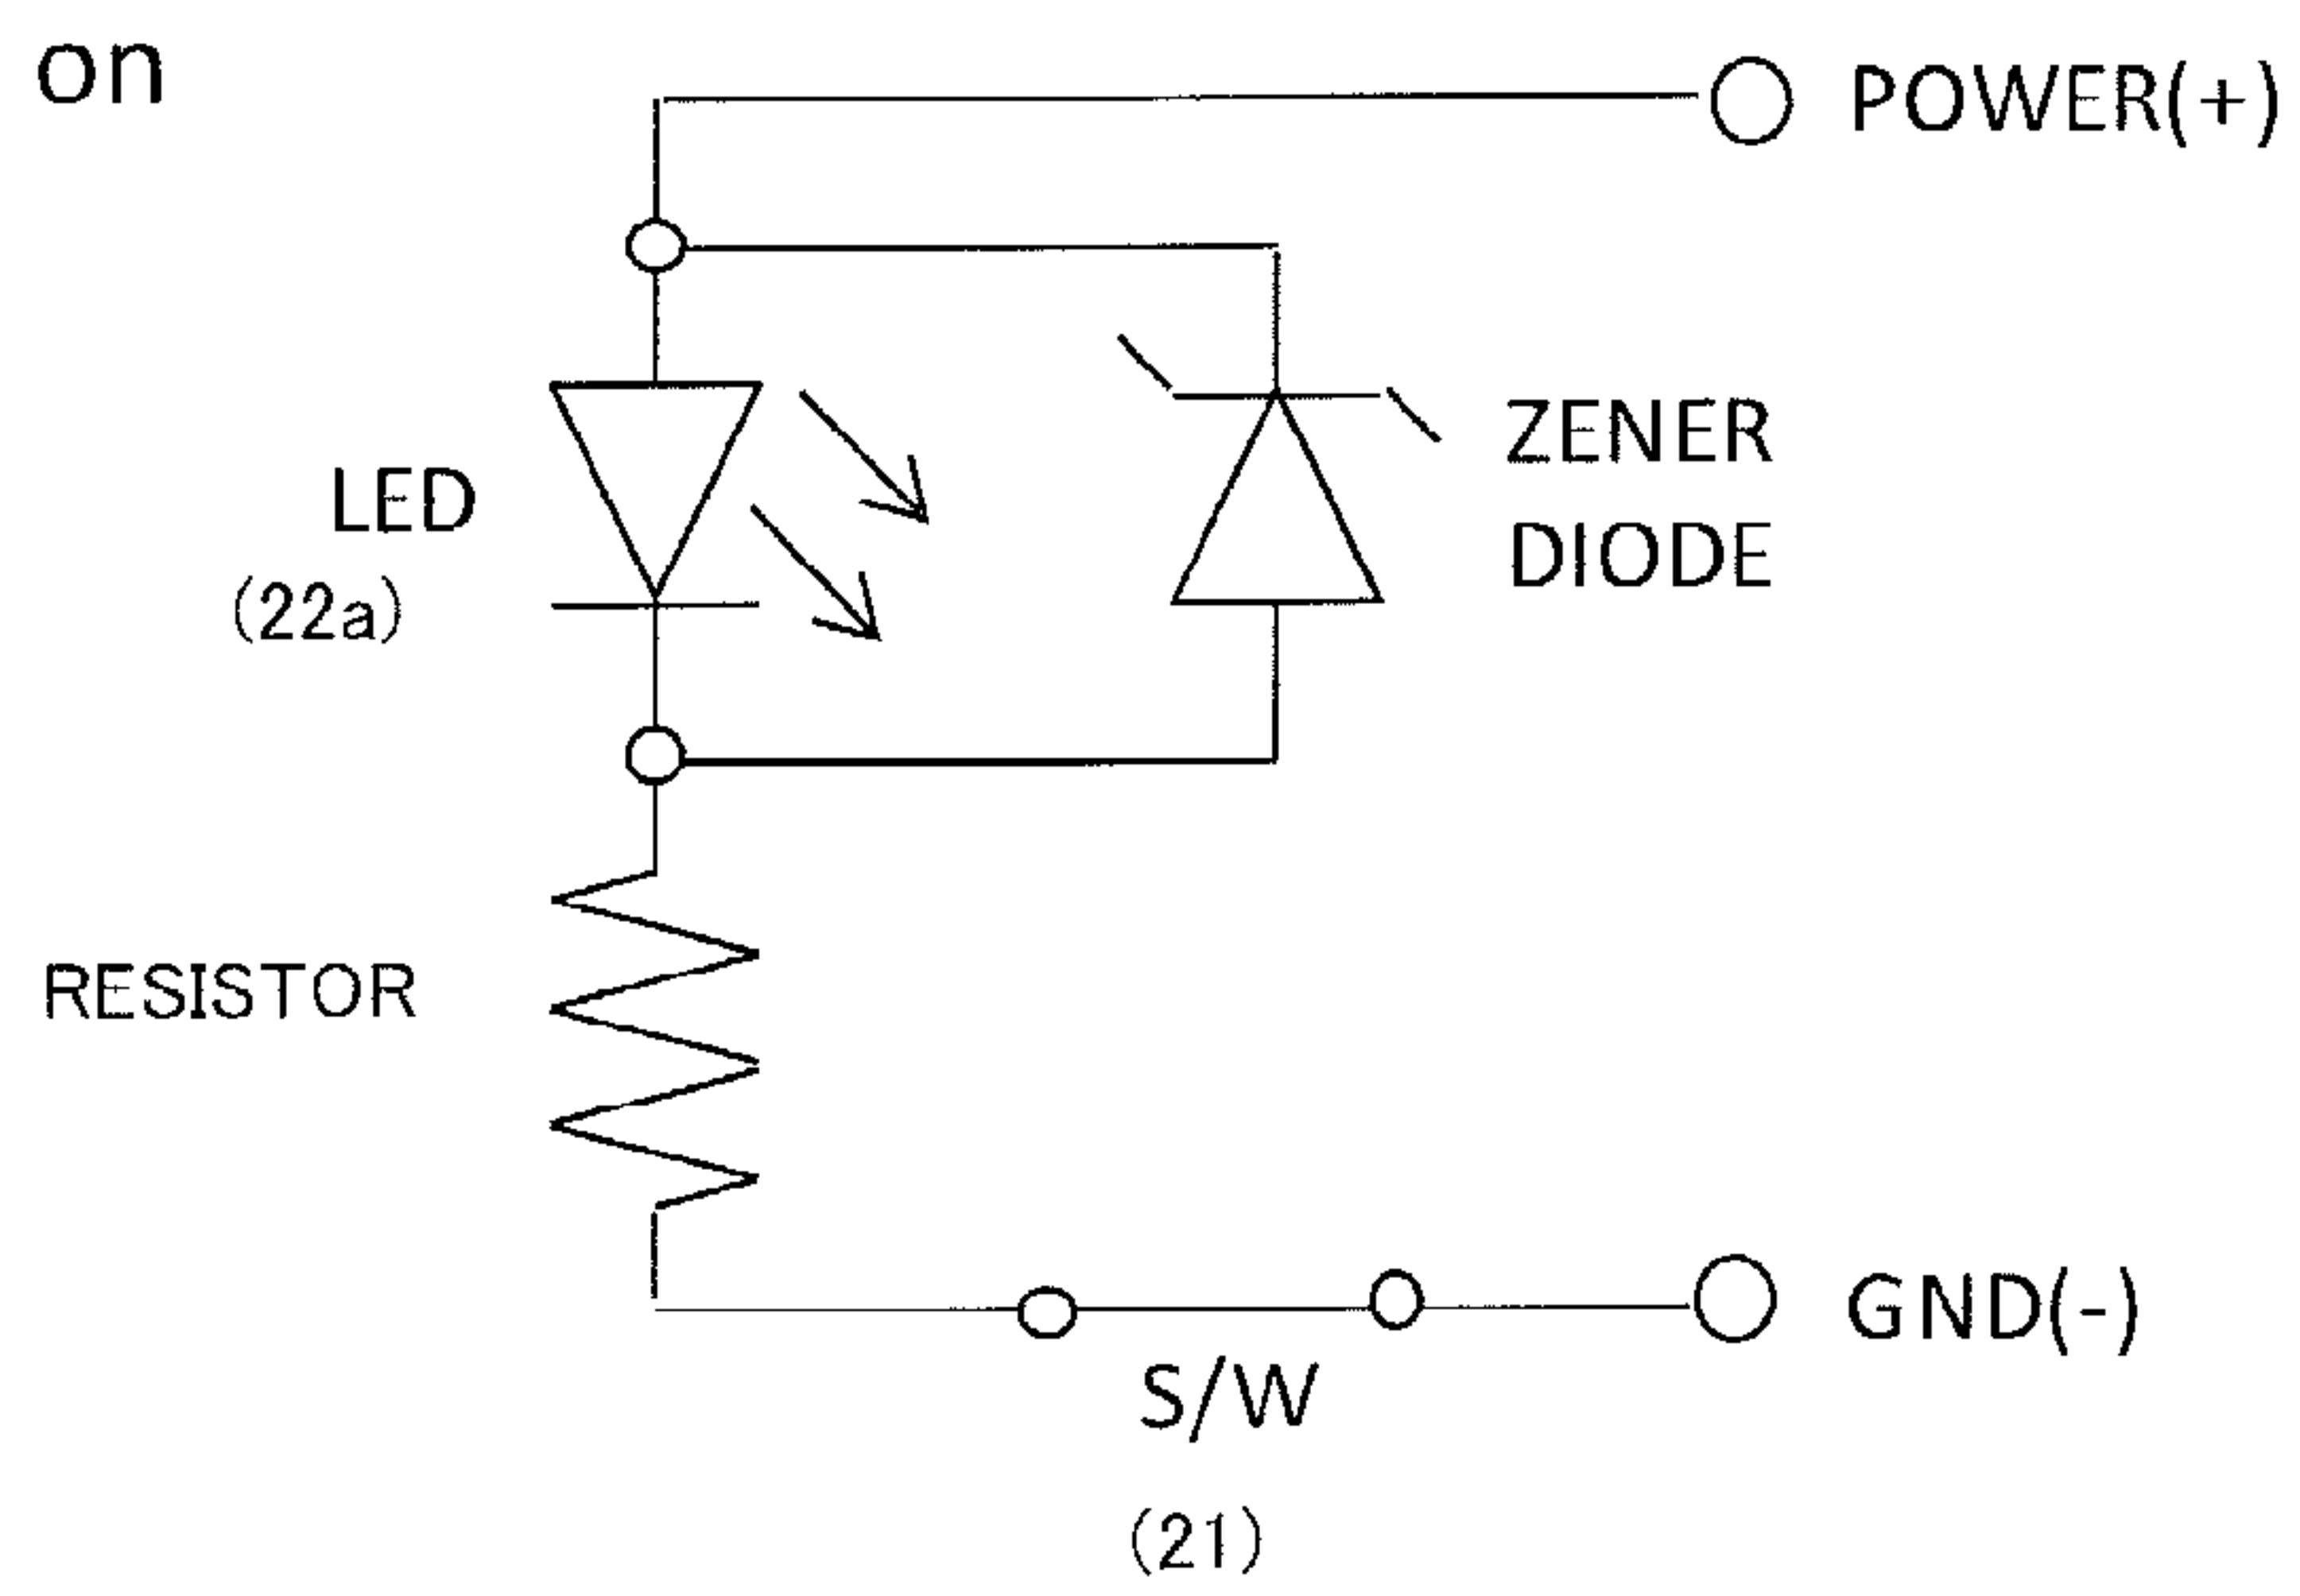 on
POWER(+)
ZENER
DIODE
LED
(22a)
RESISTOR
GND(-)
S/W
(21)